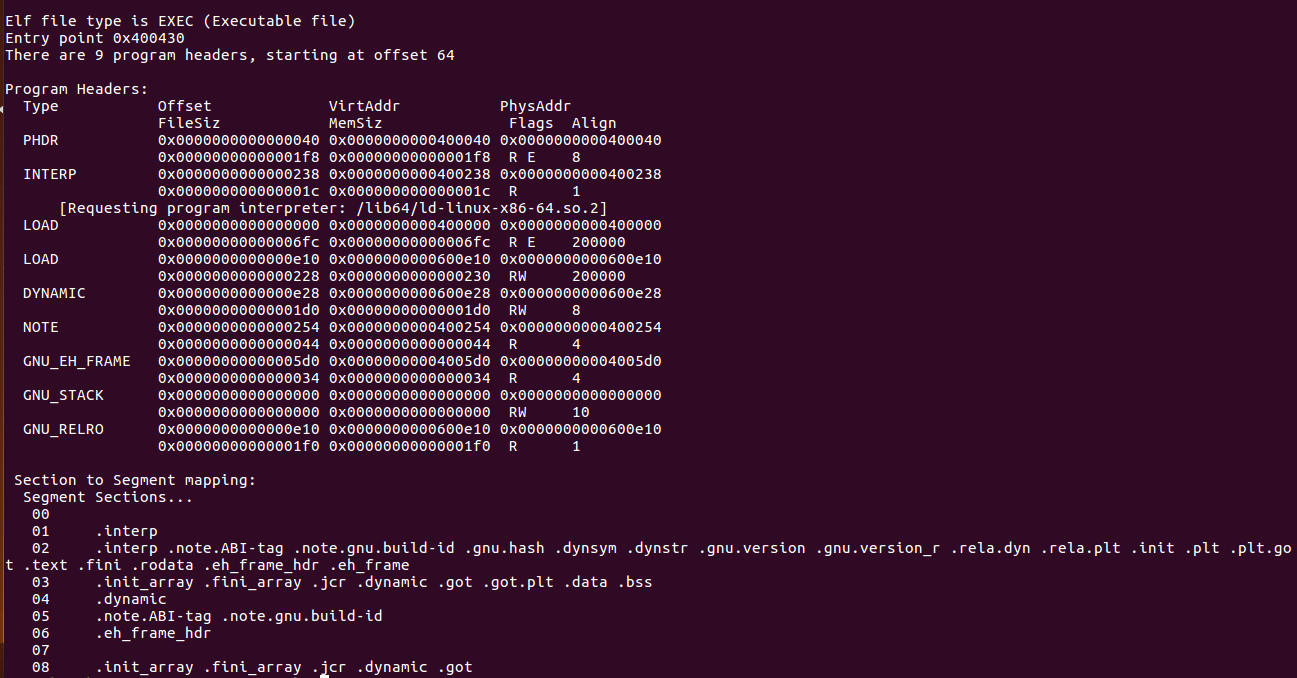 Elf file type is EXEC (Executable file)
Entry point 0x400430
There are 9 program headers, starting at offset 64
Program Headers:
Type Offset VirtAddr PhysAddr
FileSiz MemSiz Flags Align
PHDR 0x0000000000000040 0x0000000000400040 0x0000000000400040
0x00000000000001f8 0x00000000000001f8 R E 8
INTERP 0x0000000000000238 0x0000000000400238 0x0000000000400238
0x000000000000001c 0x000000000000001c R 1
[Requesting program interpreter: /lib64/ld-linux-x86-64.so.2]
LOAD 0x0000000000000000 0x0000000000400000 0x0000000000400000
0x00000000000006fc 0x00000000000006fc R E 200000
LOAD 0x0000000000000e10 0x0000000000600e10 0x0000000000600e10
0x0000000000000228 0x0000000000000230 RW 200000
DYNAMIC 0x0000000000000e28 0x0000000000600e28 0x0000000000600e28
0x00000000000001d0 0x00000000000001d0 RW 8
NOTE 0x0000000000000254 0x0000000000400254 0x0000000000400254
0x0000000000000044 0x0000000000000044 R 4
GNU_EH_FRAME 0x00000000000005d0 0x00000000004005d0 0x00000000004005d0
0x0000000000000034 0x0000000000000034 R 4
GNU_STACK 0x0000000000000000 0x0000000000000000 0x0000000000000000
0x0000000000000000 0x0000000000000000 RW 10
GNU_RELRO 0x0000000000000e10 0x0000000000600e10 0x0000000000600e10
0x00000000000001f0 0x00000000000001f0 R 1
Section to Segment mapping:
Segment Sections...
00
01 .interp
02 .interp .note.ABI-tag .note.gnu.build-id .gnu.hash .dynsym .dynstr .gnu.version .gnu.version_r .rela.dyn .rela.plt .init .plt .plt.go
t .text .fini .rodata .eh_frame_hdr .eh_frame
03 .init_array .fini_array .jcr .dynamic .got .got.plt .data .bss
04 .dynamic
05 .note.ABI-tag .note.gnu.build-id
06 .eh_frame_hdr
07
08 .init_array .fini_array .jcr .dynamic .got